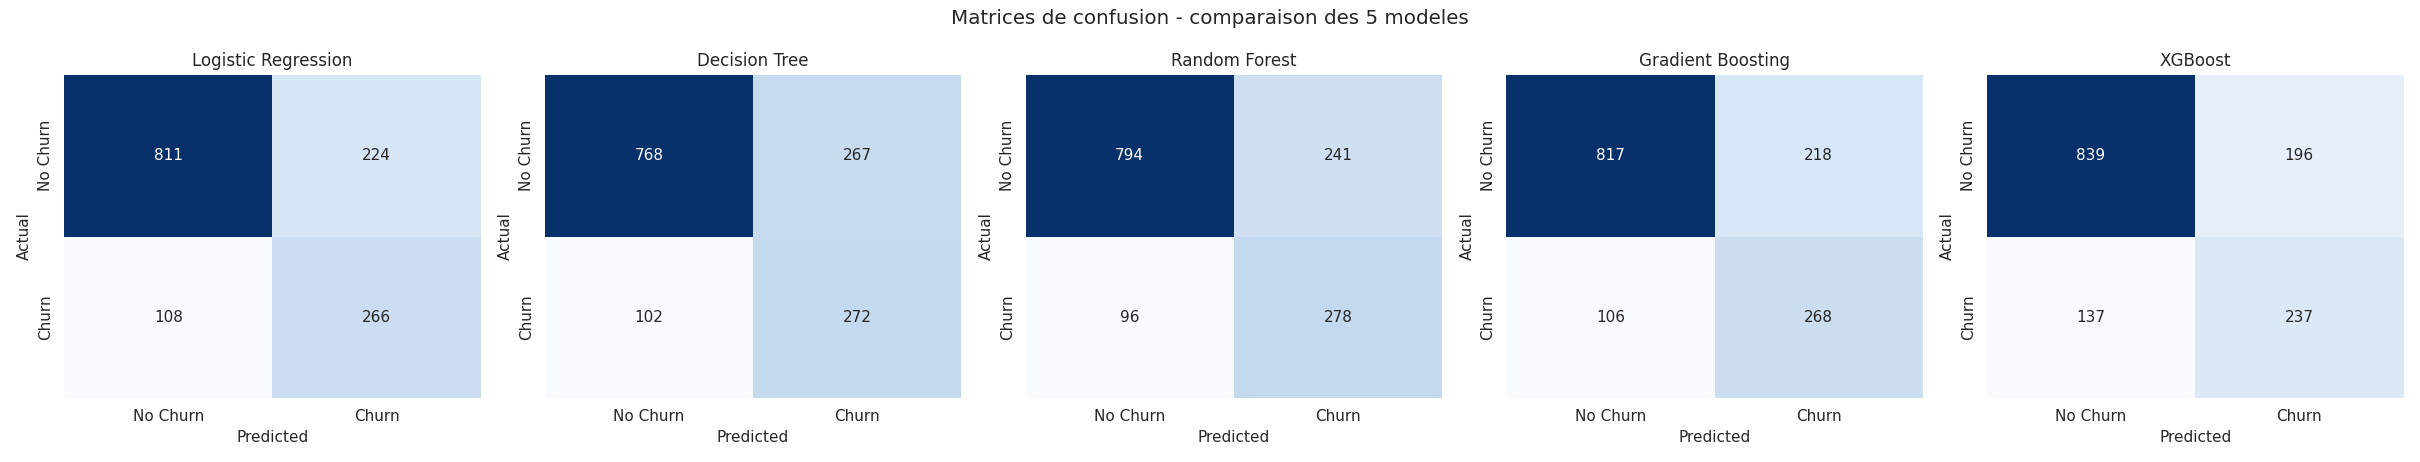 Matrices de confusion - comparaison des 5 modeles
Logistic Regression
No Churn
Churn
Actual
811 224
108 266
No Churn Churn
Predicted
Decision Tree
No Churn
Churn
Actual
768 267
102 272
No Churn Churn
Predicted
Random Forest
No Churn
Churn
Actual
794 241
96 278
No Churn Churn
Predicted
Gradient Boosting
No Churn
Churn
Actual
817 218
106 268
No Churn Churn
Predicted
XGBoost
No Churn
Churn
Actual
839 196
137 237
No Churn Churn
Predicted